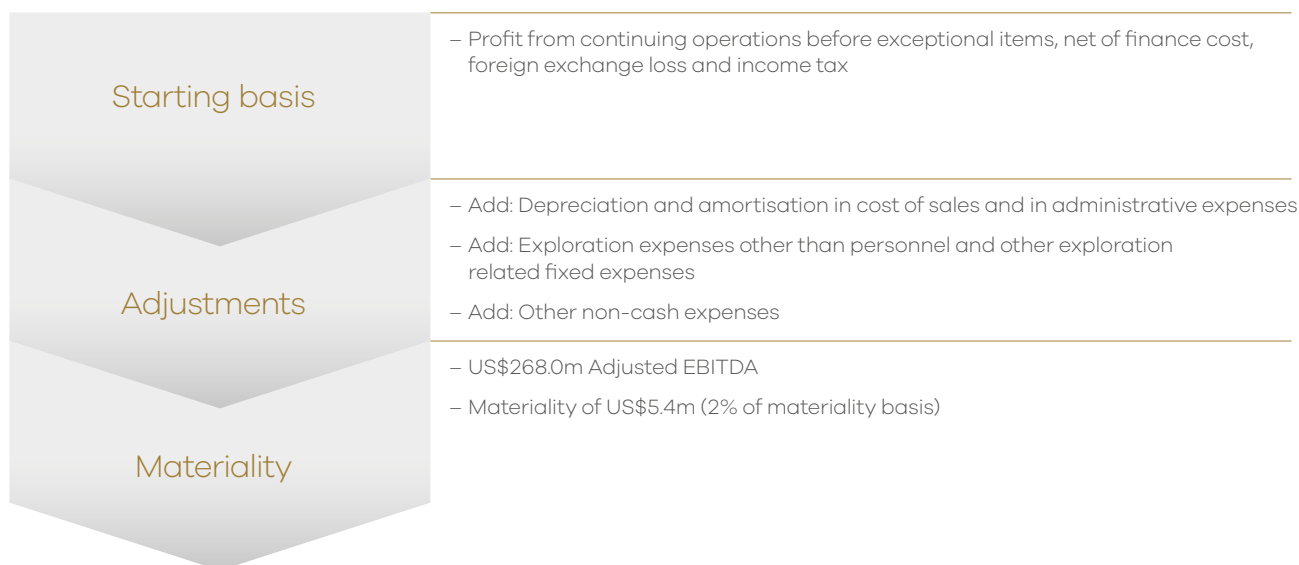 Starting basis
– Profit from continuing operations before exceptional items, net of finance cost,
foreign exchange loss and income tax
Adjustments
– Add: Depreciation and amortisation in cost of sales and in administrative expenses
– Add: Exploration expenses other than personnel and other exploration
related fixed expenses
– Add: Other non-cash expenses
Materiality
– US$268.0m Adjusted EBITDA
– Materiality of US$5.4m (2% of materiality basis)